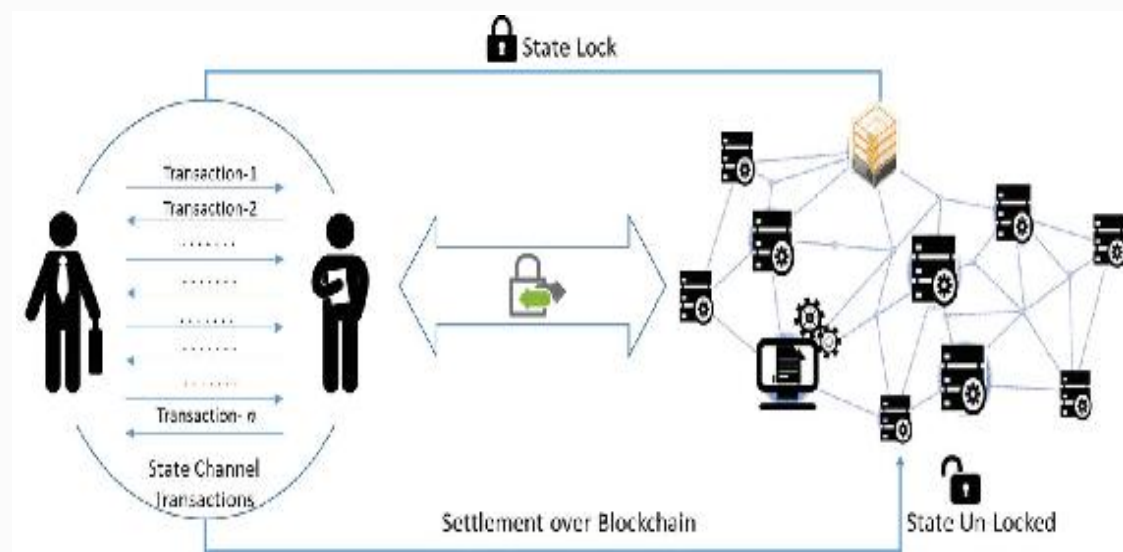 State Lock
Transaction-1
Transaction-2
.......
.......
.......
.......
.......
Transaction- n
State Channel
Transactions
Settlement over Blockchain
State Un-Locked